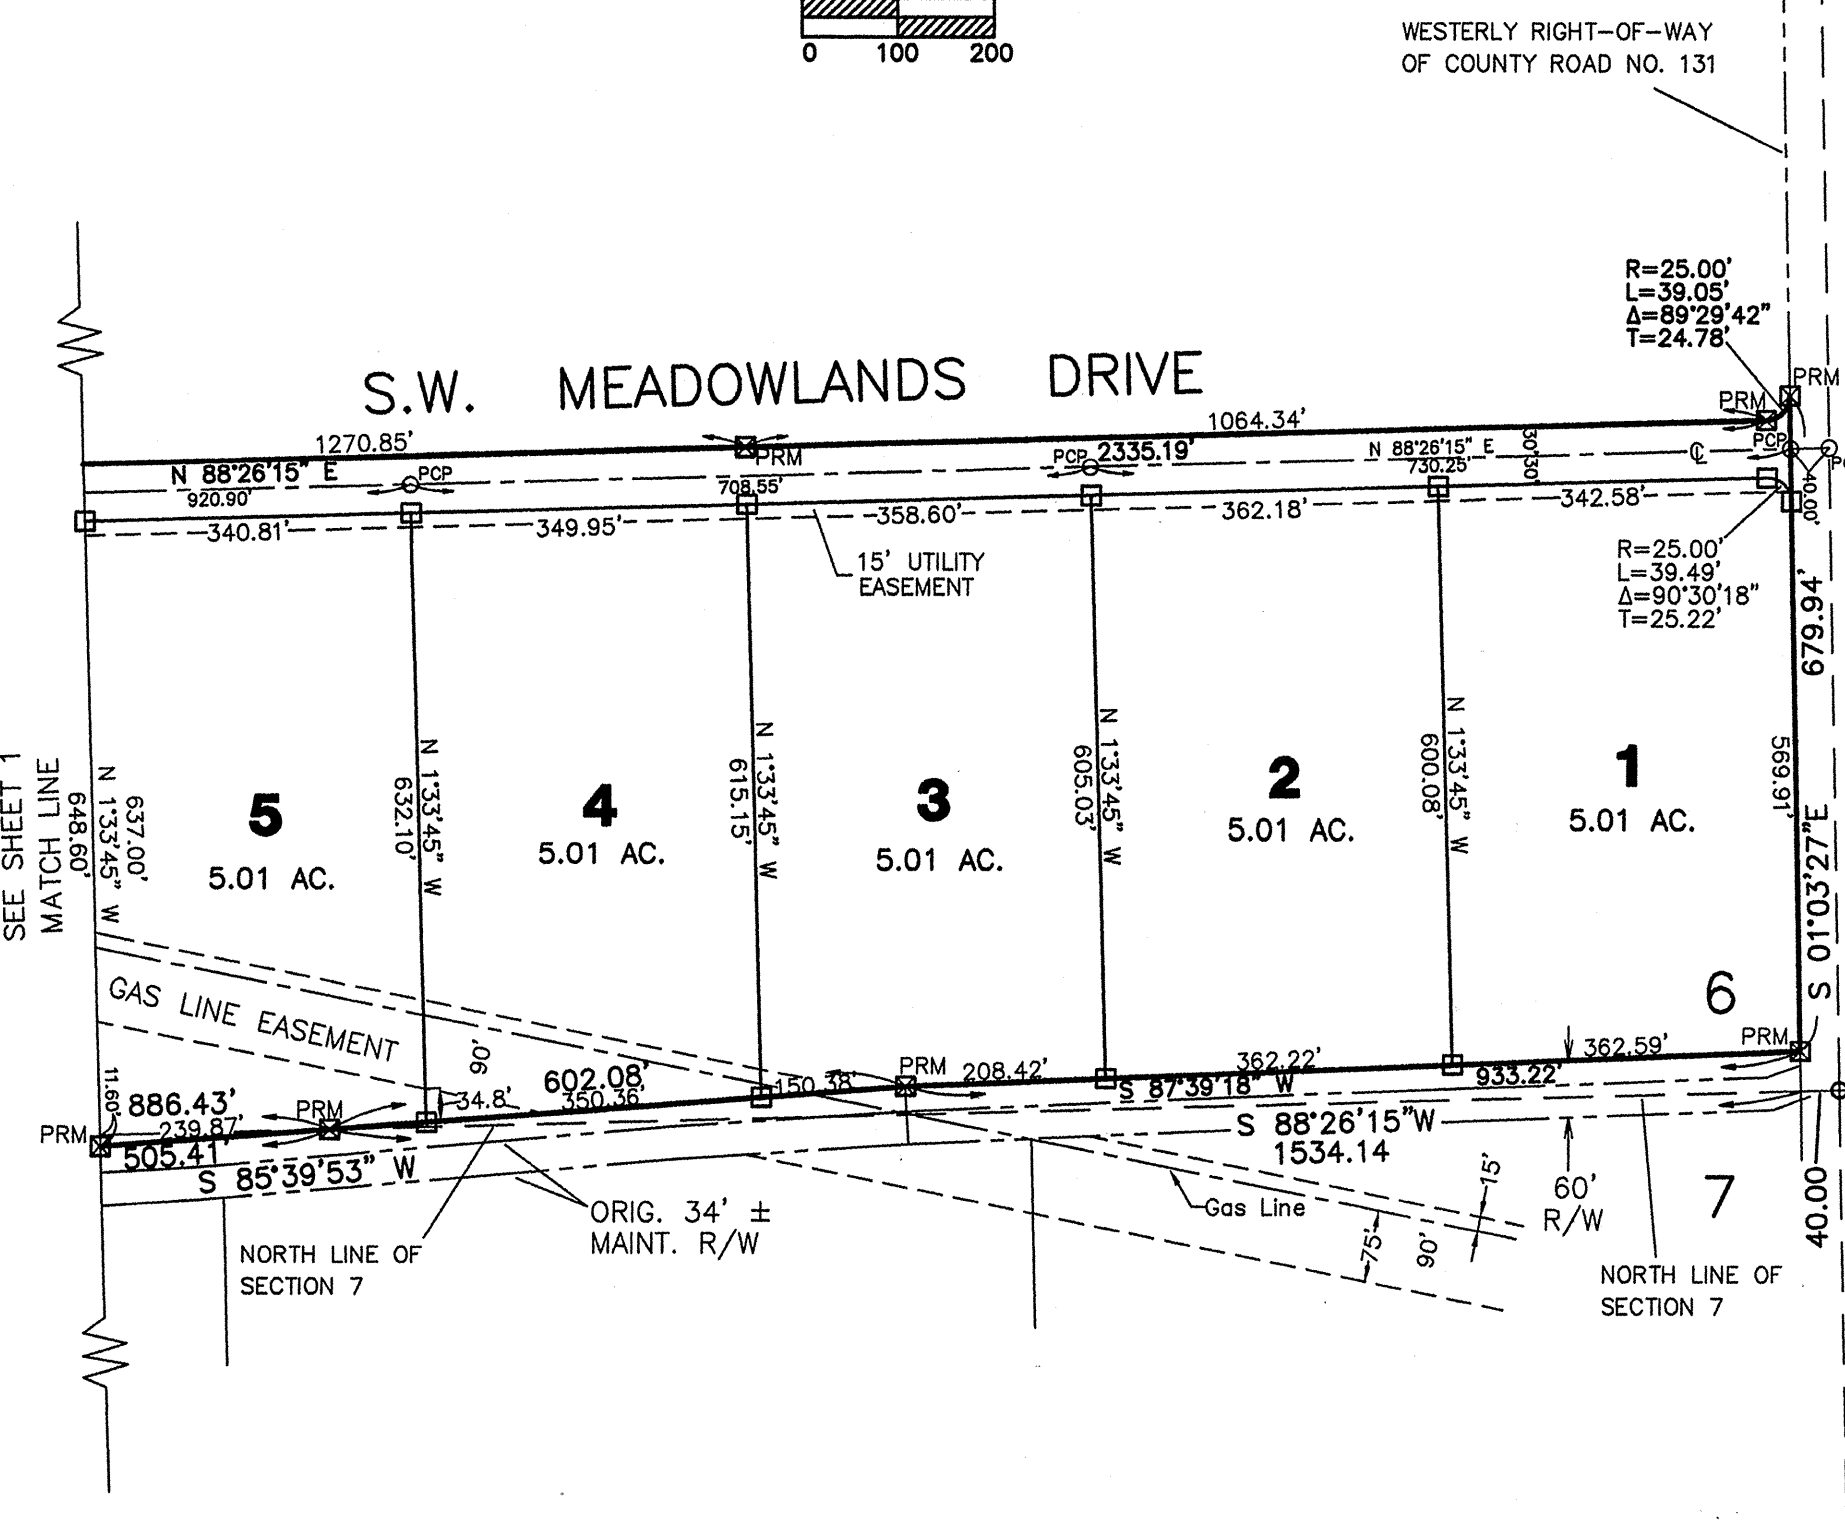 0 100 200
WESTERLY RIGHT-OF-WAY
OF COUNTY ROAD NO. 131
R=25.00'
L=39.05'
Δ=89°29'42"
T=24.78'
S.W. MEADOWLANDS DRIVE
PRM
PRM
1270.85'
1064.34'
PRM
N 88°26'15" E
PCP
920.90'
708.55'
PCP
2335.19'
N 88°26'15" E
730.25'
30'
30'
℄
PCP
40.00'
340.81'
349.95'
358.60'
362.18'
342.58'
15' UTILITY
EASEMENT
R=25.00'
L=39.49'
Δ=90°30'18"
T=25.22'
679.94'
SEE SHEET 1
MATCH LINE
648.60'
N 1°33'45" W
637.00'
5
5.01 AC.
632.10'
N 1°33'45" W
4
5.01 AC.
615.15'
N 1°33'45" W
3
5.01 AC.
605.03'
N 1°33'45" W
2
5.01 AC.
600.08'
N 1°33'45" W
1
5.01 AC.
569.91'
S 01°03'27"E
GAS LINE EASEMENT
90'
6
PRM
11.60'
886.43'
PRM
34.8'
602.08'
350.36'
150.38'
PRM
208.42'
362.22'
362.59'
S 87°39'18" W
933.22'
PRM
239.87'
505.41'
S 85°39'53" W
S 88°26'15"W
1534.14
ORIG. 34' ±
MAINT. R/W
NORTH LINE OF
SECTION 7
Gas Line
75'
90'
15'
60'
R/W
7
40.00
NORTH LINE OF
SECTION 7